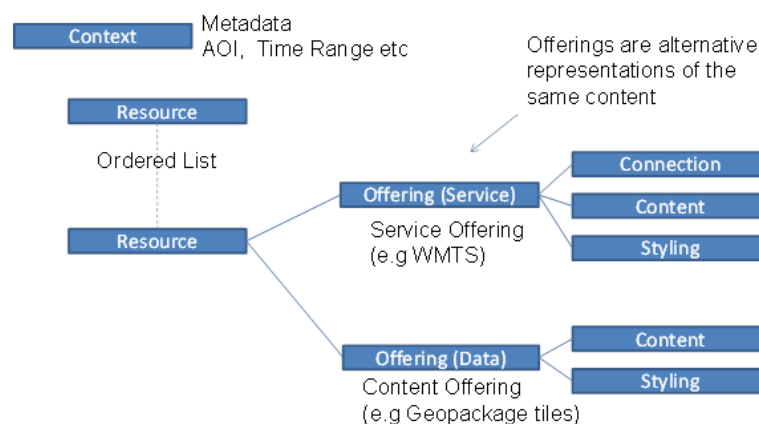 Context
Metadata
AOI, Time Range etc
Offerings are alternative
representations of the
same content
Resource
Ordered List
Resource
Offering (Service)
Service Offering
(e.g WMTS)
Connection
Content
Styling
Offering (Data)
Content Offering
(e.g Geopackage tiles)
Content
Styling